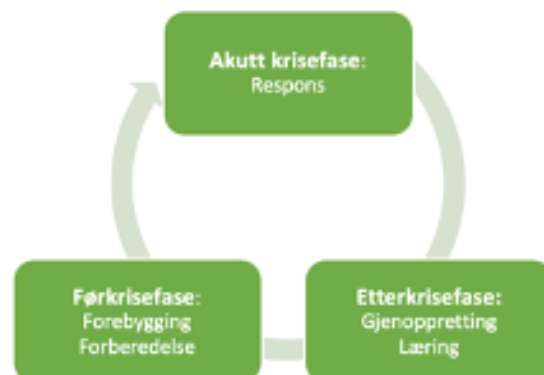 Akutt krisefase:
Respons
Førkrisefase:
Forebygging
Forberedelse
Etterkrisefase:
Gjenoppretting
Læring